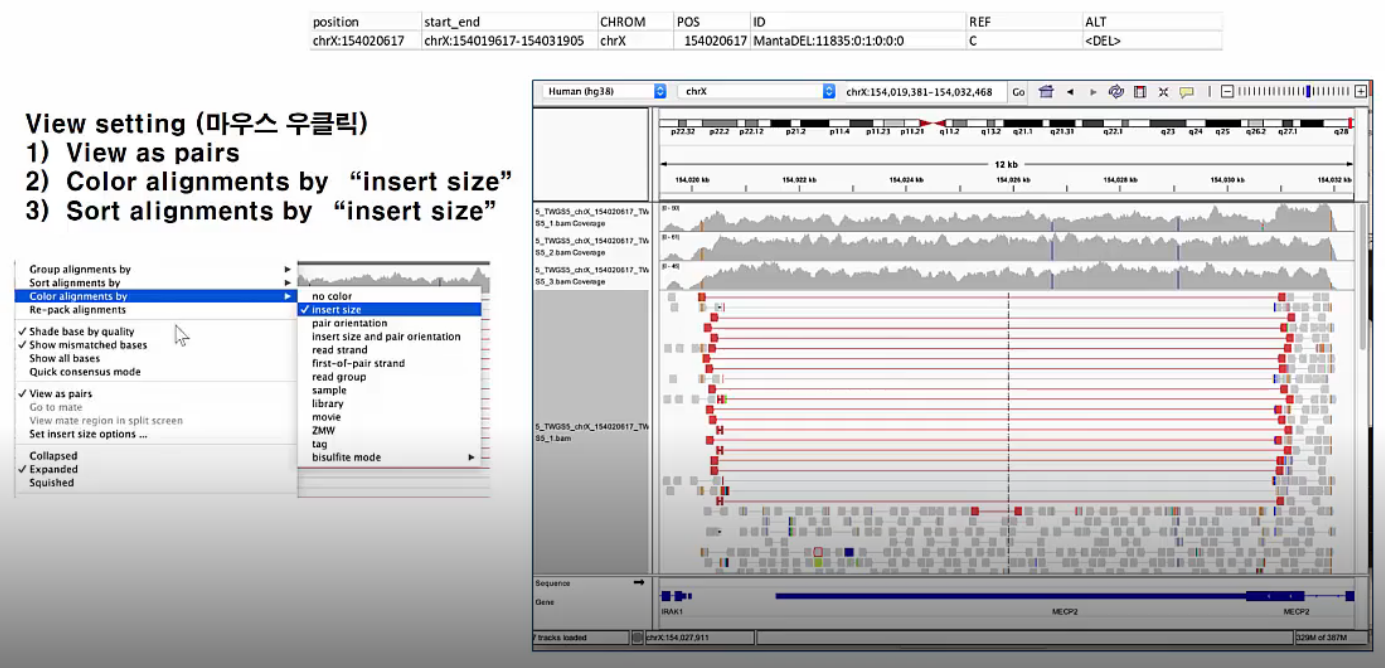 position start_end CHROM POS ID REF ALT
chrX:154020617 chrX:154019617-154031905 chrX 154020617 MantaDEL:11835:0:1:0:0:0 C <DEL>
View setting (마우스 우클릭)
1) View as pairs
2) Color alignments by “insert size”
3) Sort alignments by “insert size”
Group alignments by
Sort alignments by
Color alignments by
Re-pack alignments
Shade base by quality
Show mismatched bases
Show all bases
Quick consensus mode
View as pairs
Go to mate
View mate region in split screen
Set insert size options ...
Collapsed
Expanded
Squished
no color
insert size
pair orientation
insert size and pair orientation
read strand
first-of-pair strand
read group
sample
library
movie
ZMW
tag
bisulfite mode
Human (hg38) chrX chrX:154,019,381-154,032,468 Go
p22.32 p22.2 p22.12 p21.2 p11.4 p11.23 p11.21 q11.2 q13.2 q21.1 q21.31 q22.1 q23 q24 q25 q26.2 q27.1 q28
12 kb
154,020 kb 154,022 kb 154,024 kb 154,026 kb 154,028 kb 154,030 kb 154,032 kb
5_TWGS5_chrX_154020617_TW
S5_1.bam Coverage
5_TWGS5_chrX_154020617_TW
S5_2.bam Coverage
[0 - 61]
5_TWGS5_chrX_154020617_TW
S5_3.bam Coverage
5_TWGS5_chrX_154020617_TW
S5_1.bam
Sequence
Gene
IRAK1 MECP2 MECP2
7 tracks loaded chrX:154,027,911 329M of 387M